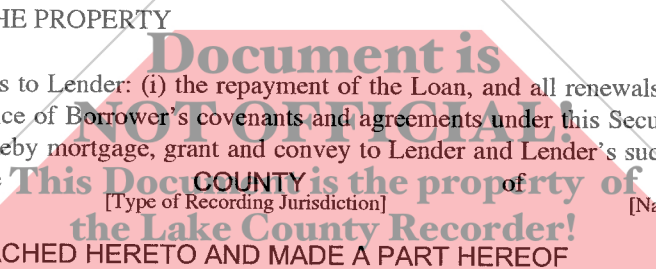 HE PROPERTY
Document is
s to Lender: (i) the repayment of the Loan, and all renewals
NOT OFFICIAL!
ce of Borrower's covenants and agreements under this Secu
eby mortgage, grant and convey to Lender and Lender's suc
This Document is the property of
COUNTY of
[Type of Recording Jurisdiction] [Na
the Lake County Recorder!
ACHED HERETO AND MADE A PART HEREOF